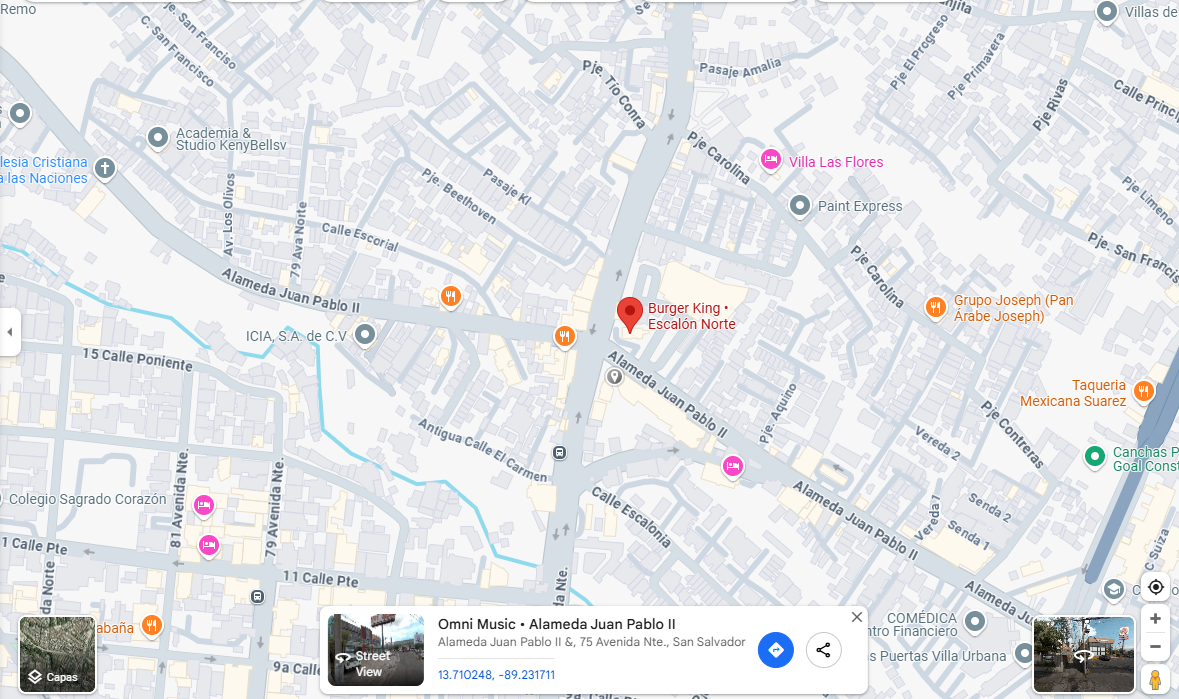 Remo
Pje. San Francisco
C. San Francisco
Pje. Tío Conra
Pasaje Amalia
Pje El Progreso
Pje Primavera
Villas de
Calle Princip
Pje Rivas
Academia &
Studio KenyBellsv
lesia Cristiana
a las Naciones
Pje Carolina
Villa Las Flores
Paint Express
Pje Limeno
Pje. San Francisc
Av. Los Olivos
79 Ava Norte
Pje. Beethoven
Pasaje Kl
Calle Escorial
Pje Carolina
Alameda Juan Pablo II
Burger King •
Escalón Norte
Grupo Joseph (Pan
Árabe Joseph)
ICIA, S.A. de C.V
15 Calle Poniente
Alameda Juan Pablo II
Pje. Aquino
Taqueria
Mexicana Suarez
Pje Contreras
Antigua Calle El Carmen
Vereda 2
Canchas P
Goal Const
Colegio Sagrado Corazón
81 Avenida Nte.
79 Avenida Nte.
Calle Escalonia
Alameda Juan Pablo II
Vereda 1
Senda 2
Senda 1
1 Calle Pte
11 Calle Pte
da Norte
Nte.
C Suiza
Alameda Juan
abaña
9a Calle
COMÉDICA
ntro Financiero
s Puertas Villa Urbana
Capas
Street
View
Omni Music • Alameda Juan Pablo II
Alameda Juan Pablo II &, 75 Avenida Nte., San Salvador
13.710248, -89.231711